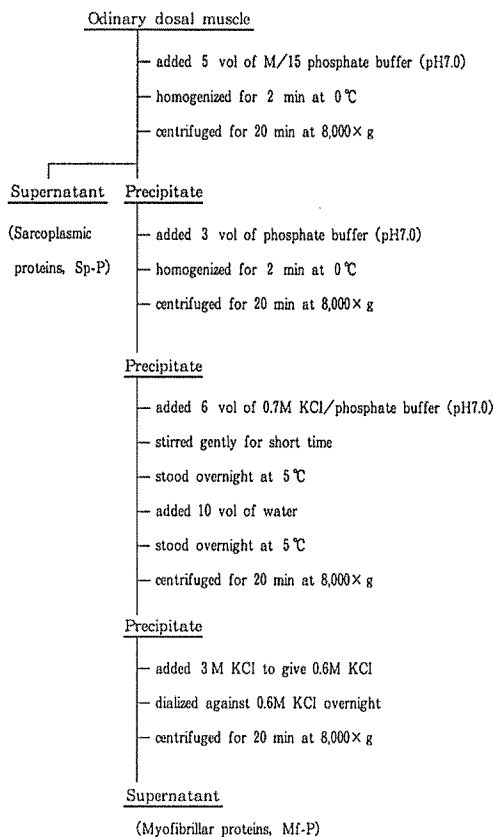 Odinary dosal muscle
added 5 vol of M/15 phosphate buffer (pH7.0)
homogenized for 2 min at 0℃
centrifuged for 20 min at 8,000× g
Supernatant Precipitate
(Sarcoplasmic
proteins, Sp-P)
added 3 vol of phosphate buffer (pH7.0)
homogenized for 2 min at 0℃
centrifuged for 20 min at 8,000× g
Precipitate
added 6 vol of 0.7M KCl/phosphate buffer (pH7.0)
stirred gently for short time
stood overnight at 5℃
added 10 vol of water
stood overnight at 5℃
centrifuged for 20 min at 8,000× g
Precipitate
added 3M KCl to give 0.6M KCl
dialized against 0.6M KCl overnight
centrifuged for 20 min at 8,000× g
Supernatant
(Myofibrillar proteins, Mf-P)